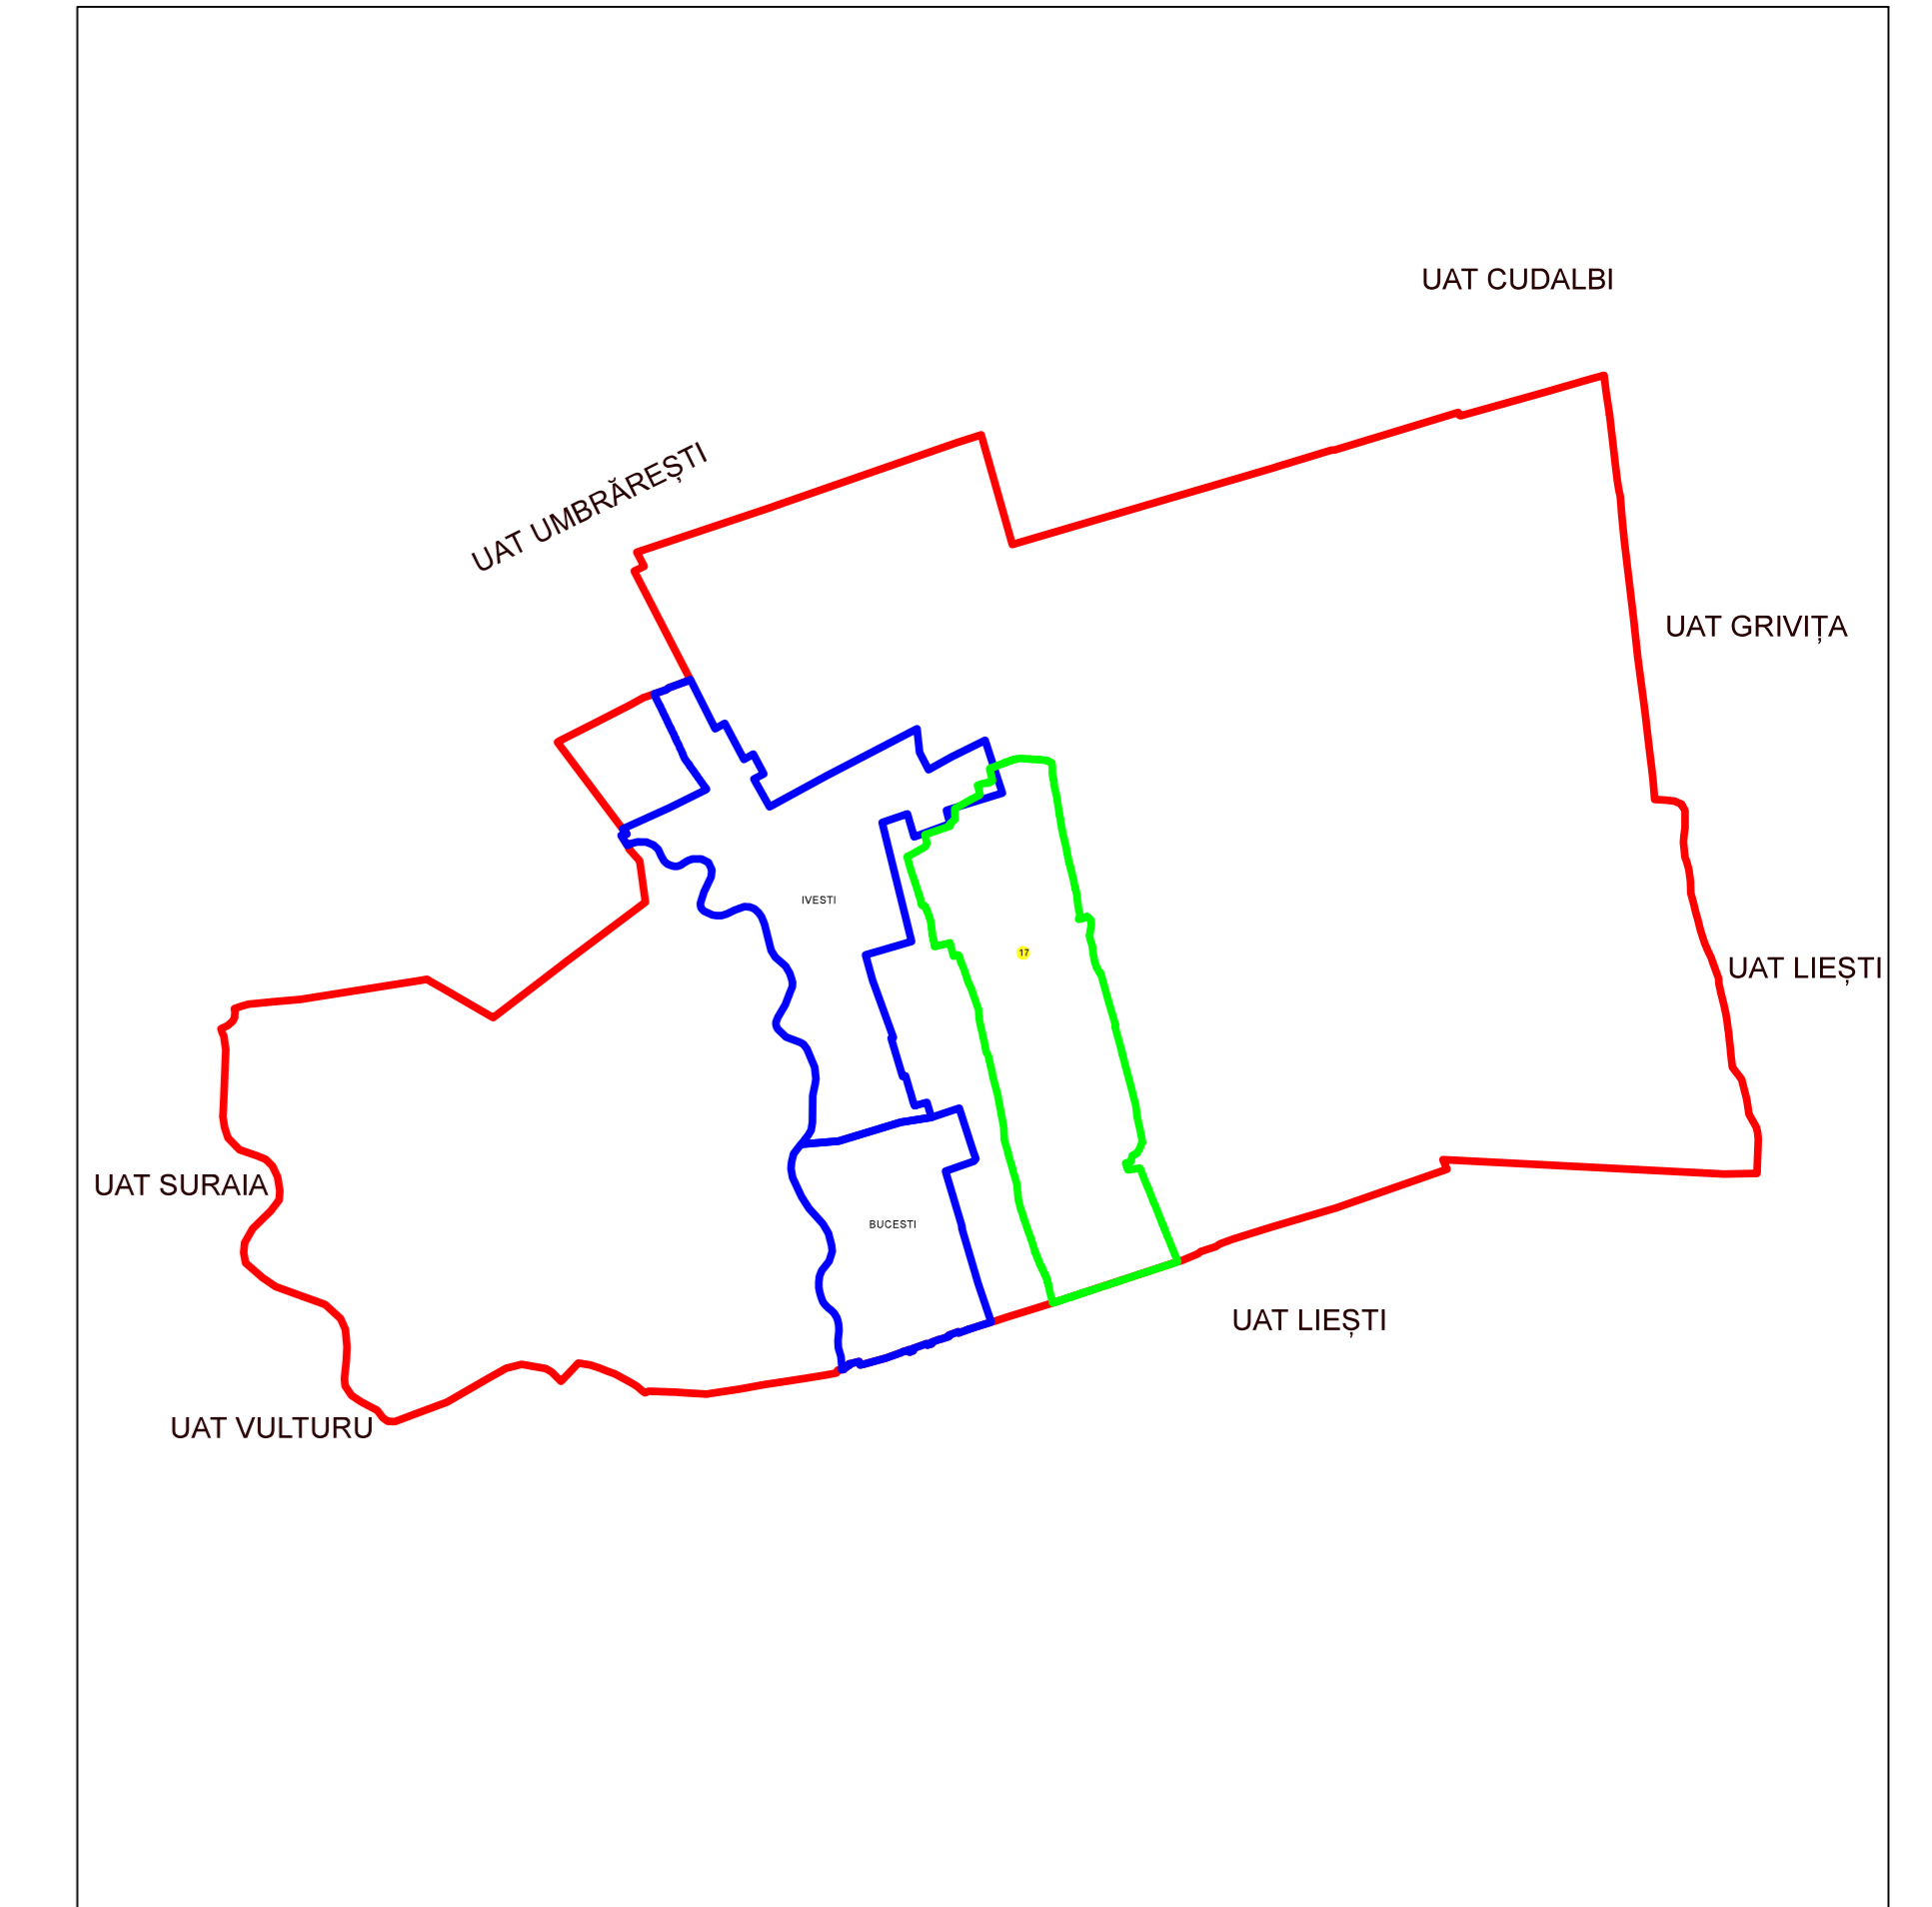 UAT CUDALBI
UAT UMBRĂREȘTI
UAT GRIVIȚA
IVESTI
17
UAT LIEȘTI
UAT SURAIA
BUCESTI
UAT LIEȘTI
UAT VULTURU